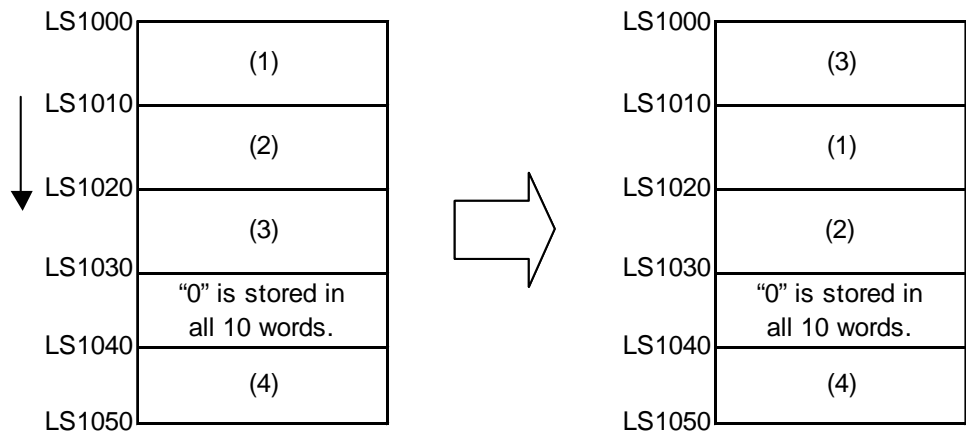 LS1000
(1)
LS1010
(2)
LS1020
(3)
LS1030
“0” is stored in
all 10 words.
LS1040
(4)
LS1050
LS1000
(3)
LS1010
(1)
LS1020
(2)
LS1030
“0” is stored in
all 10 words.
LS1040
(4)
LS1050